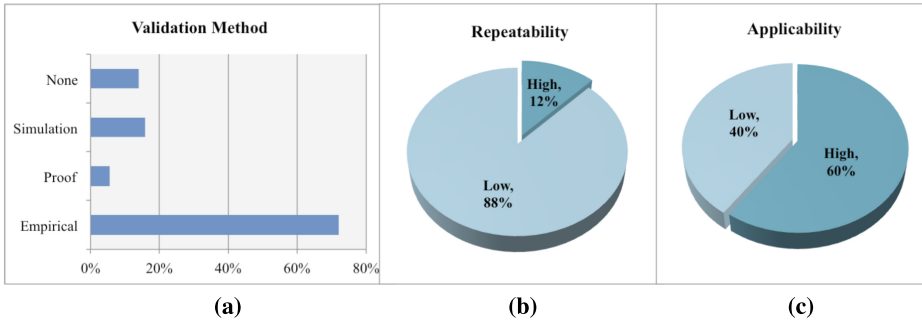 Validation Method
None
Simulation
Proof
Empirical
0% 20% 40% 60% 80%
(a)
Repeatability
High,
12%
Low,
88%
(b)
Applicability
Low,
40%
High,
60%
(c)